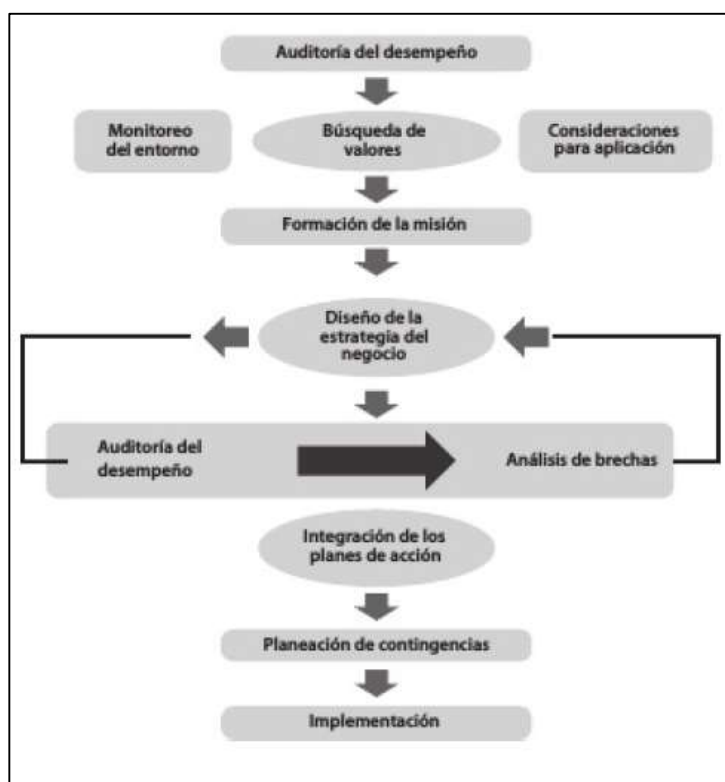 Auditoría del desempeño
Monitoreo
del entorno
Búsqueda de
valores
Consideraciones
para aplicación
Formación de la misión
Diseño de la
estrategia del
negocio
Auditoría del
desempeño
Análisis de brechas
Integración de los
planes de acción
Planeación de contingencias
Implementación